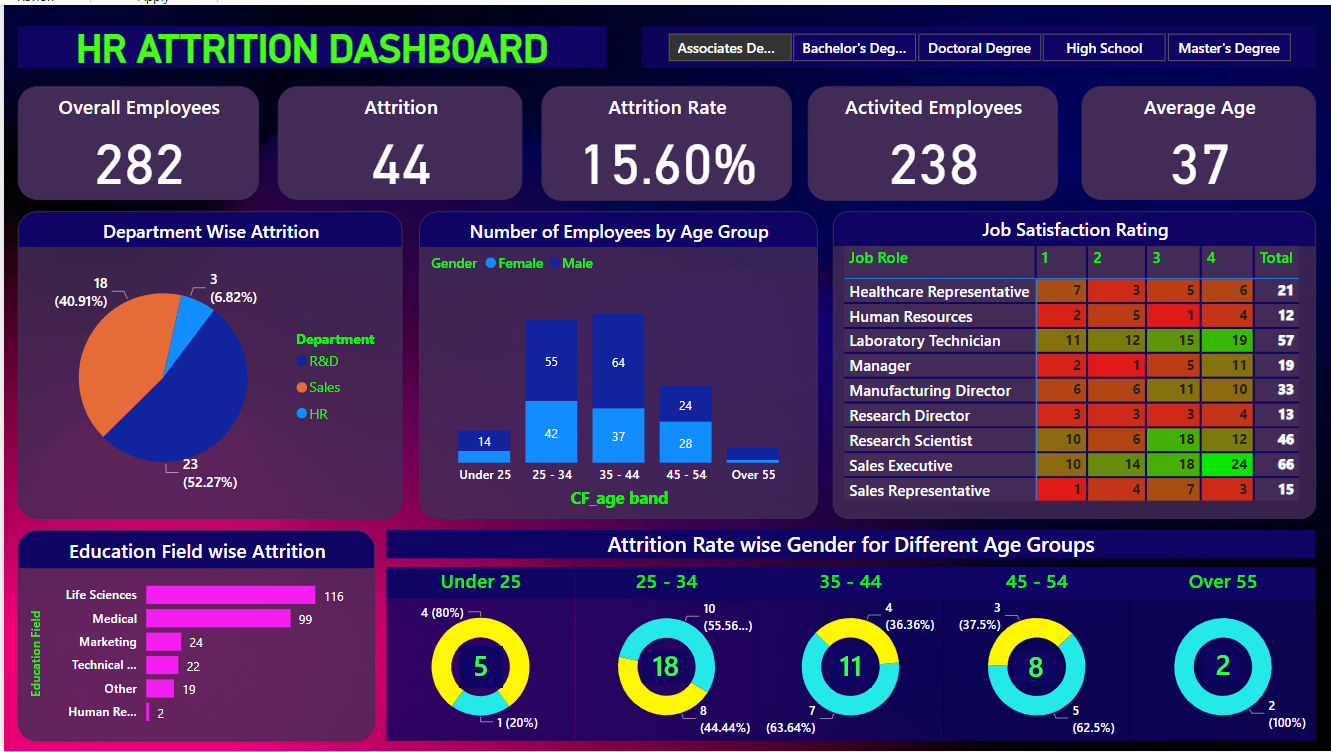 HR ATTRITION DASHBOARD
Associates De...
Bachelor's Deg...
Doctoral Degree
High School
Master's Degree
Overall Employees
282
Attrition
44
Attrition Rate
15.60%
Activited Employees
238
Average Age
37
Department Wise Attrition
18
(40.91%)
3
(6.82%)
23
(52.27%)
Department
R&D
Sales
HR
Number of Employees by Age Group
Gender Female Male
14
55
42
64
37
24
28
Under 25
25 - 34
35 - 44
45 - 54
Over 55
CF_age band
Job Satisfaction Rating
Job Role 1 2 3 4 Total
Healthcare Representative 7 3 5 6 21
Human Resources 2 5 1 4 12
Laboratory Technician 11 12 15 19 57
Manager 2 1 5 11 19
Manufacturing Director 6 6 11 10 33
Research Director 3 3 3 4 13
Research Scientist 10 6 18 12 46
Sales Executive 10 14 18 24 66
Sales Representative 1 4 7 3 15
Education Field wise Attrition
Education Field
Life Sciences 116
Medical 99
Marketing 24
Technical ... 22
Other 19
Human Re... 2
Attrition Rate wise Gender for Different Age Groups
Under 25
4 (80%)
5
1 (20%)
25 - 34
10
(55.56...)
18
8
(44.44%)
35 - 44
4
(36.36%)
11
7
(63.64%)
45 - 54
3
(37.5%)
8
5
(62.5%)
Over 55
2
2
(100%)